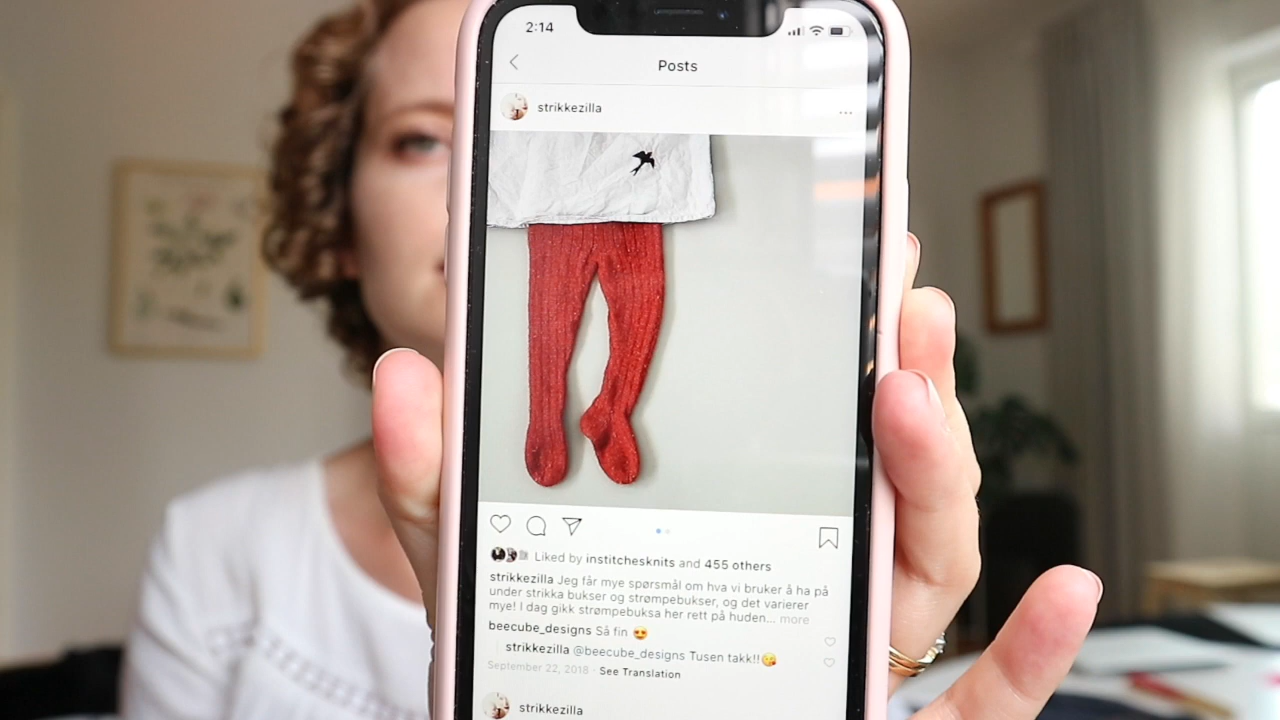 2:14
Posts
strikkezilla
Liked by institchesknits and 455 others
strikkezilla Jeg får mye spørsmål om hva vi bruker å ha på
under strikka bukser og strømpebukser, og det varierer
mye! I dag gikk strømpebuksa her rett på huden... more
beecube_designs Så fin 😍
strikkezilla @beecube_designs Tusen takk!!😘
September 22, 2018 · See Translation
strikkezilla